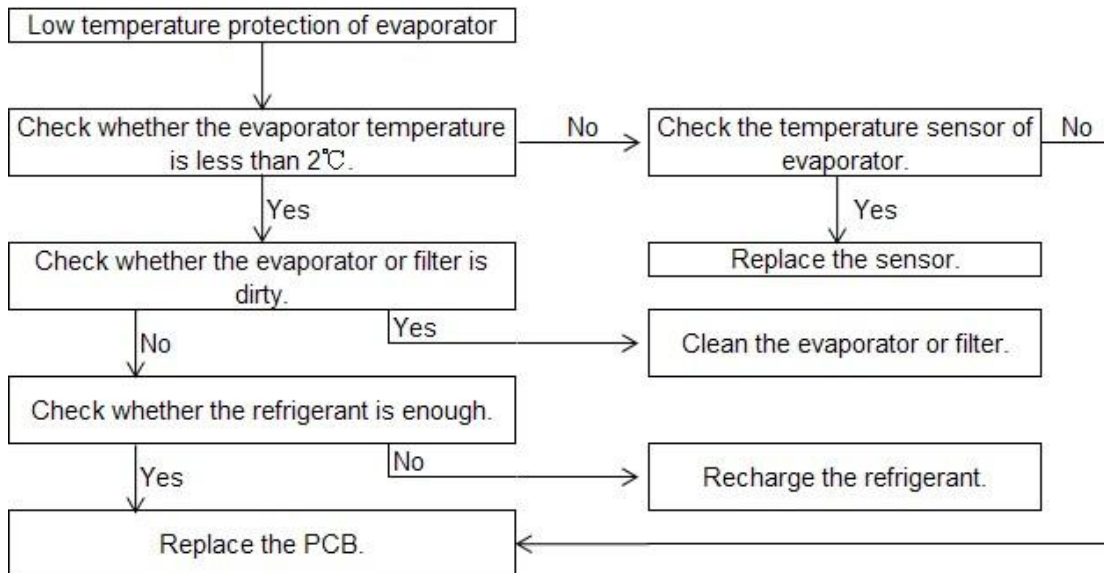 Low temperature protection of evaporator
Check whether the evaporator temperature
is less than 2℃.
No
Check the temperature sensor of
evaporator.
No
Yes
Yes
Check whether the evaporator or filter is
dirty.
Replace the sensor.
No
Yes
Clean the evaporator or filter.
Check whether the refrigerant is enough.
Yes
No
Recharge the refrigerant.
Replace the PCB.